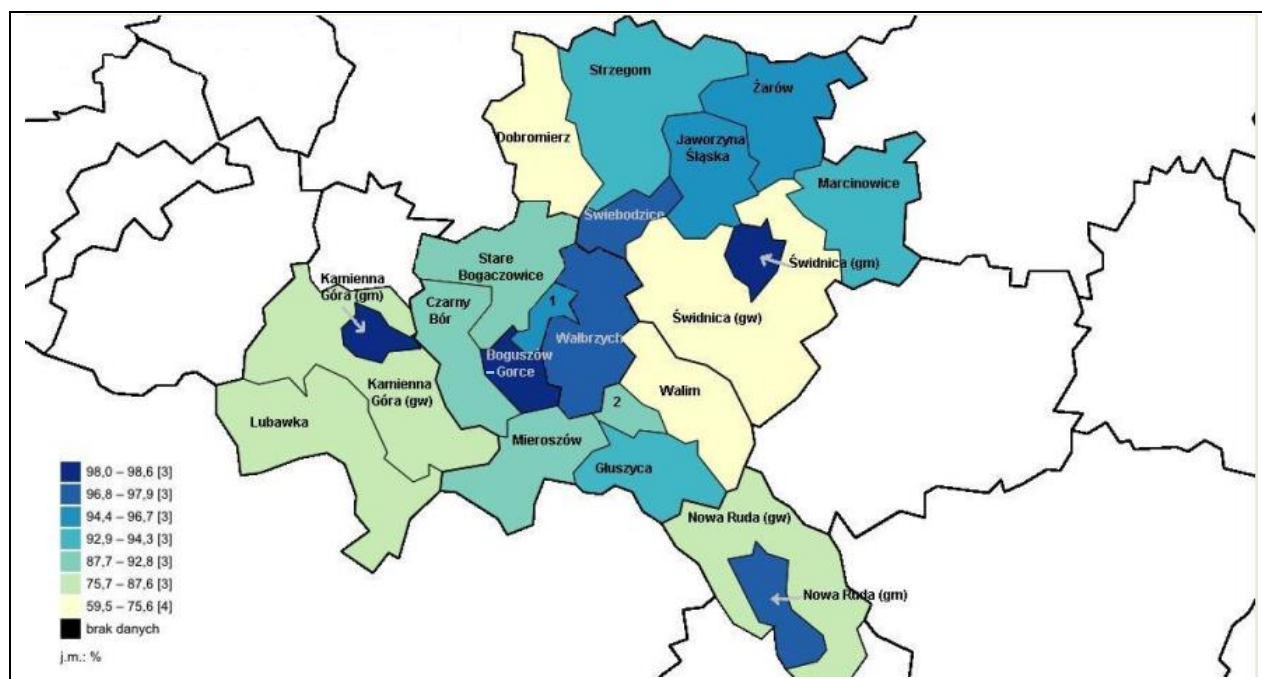 Strzegom
Żarów
Dobromierz
Jaworzyna
Śląska
Marcinowice
Świebodzice
Stare
Bogaczowice
Świdnica (gm)
Kamienna
Góra (gm)
Czarny
Bór
1
Świdnica (gw)
Wałbrzych
Boguszów
– Gorce
Walim
Kamienna
Góra (gw)
2
Lubawka
Mieroszów
Głuszyca
Nowa Ruda (gw)
Nowa Ruda (gm)
98,0 – 98,6 [3]
96,8 – 97,9 [3]
94,4 – 96,7 [3]
92,9 – 94,3 [3]
87,7 – 92,8 [3]
75,7 – 87,6 [3]
59,5 – 75,6 [4]
brak danych
j.m.: %